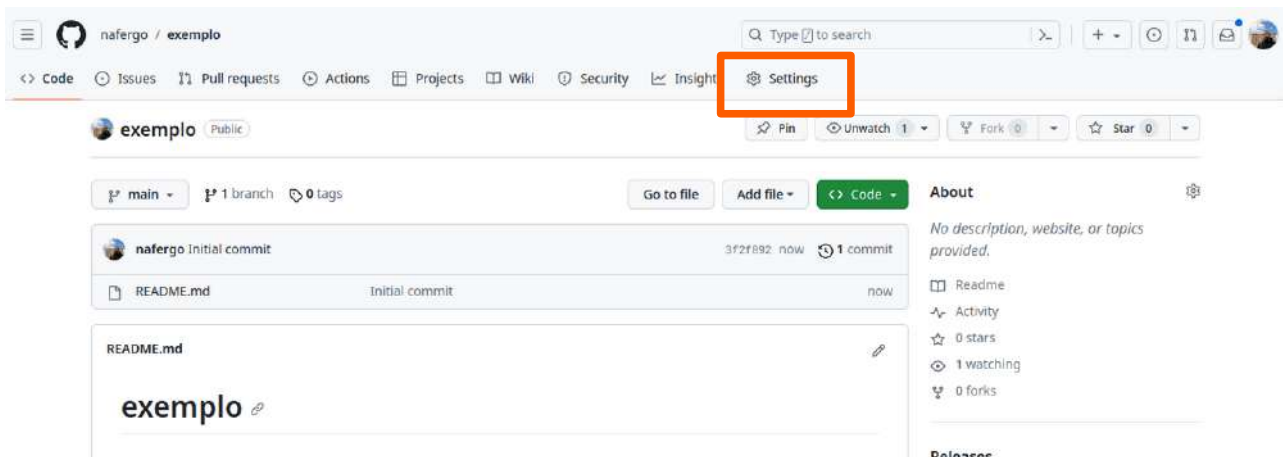 nafergo / exemplo
Type / to search
Code Issues Pull requests Actions Projects Wiki Security Insight Settings
exemplo Public
Pin Unwatch 1 Fork 0 Star 0
main 1 branch 0 tags Go to file Add file Code
About
No description, website, or topics
provided.
nafergo Initial commit 3f2f892 now 1 commit
README.md Initial commit now
Readme
Activity
0 stars
1 watching
0 forks
README.md
exemplo
Releases